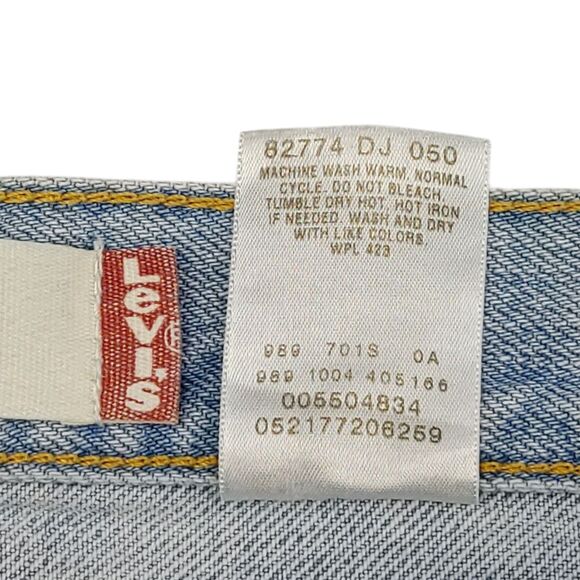 82774 DJ 050
MACHINE WASH WARM, NORMAL
CYCLE. DO NOT BLEACH.
TUMBLE DRY HOT. HOT IRON
IF NEEDED. WASH AND DRY
WITH LIKE COLORS.
WPL 423
989 701S 0A
989 1004 405166
005504834
052177206259
LEVI'S
®